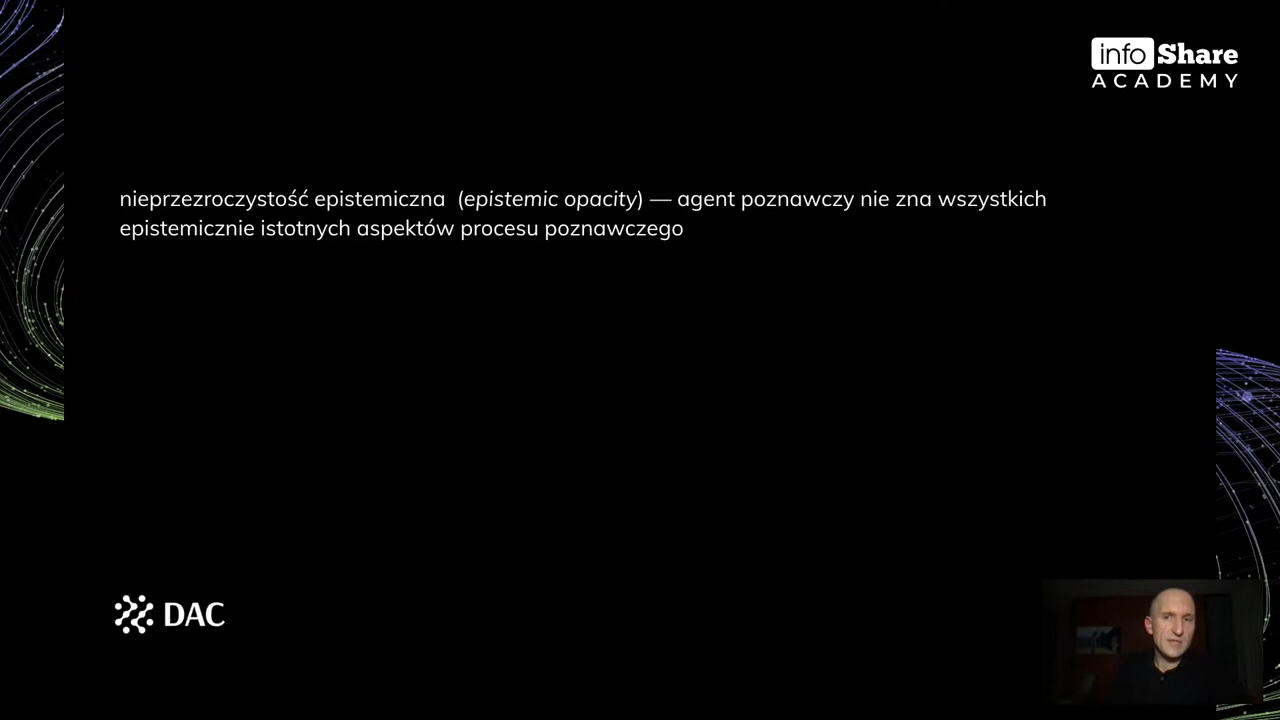 info Share
ACADEMY
nieprzezroczystość epistemiczna (epistemic opacity) — agent poznawczy nie zna wszystkich
epistemicznie istotnych aspektów procesu poznawczego
DAC